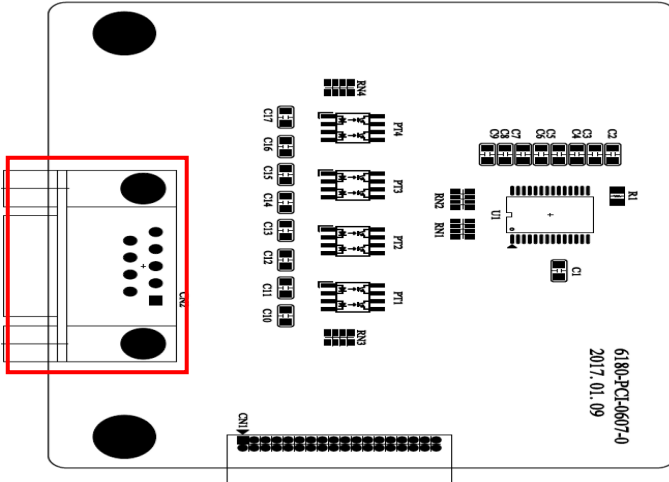 RN4
C17
PT4
C16
C9
C8
C7
C6
C5
C4
C3
C2
C15
PT3
C14
RN2
U1
R1
C13
RN1
PT2
C12
C1
CN2
C11
PT1
C10
RN3
6180-PCI-0607-0
2017. 01. 09
CN1